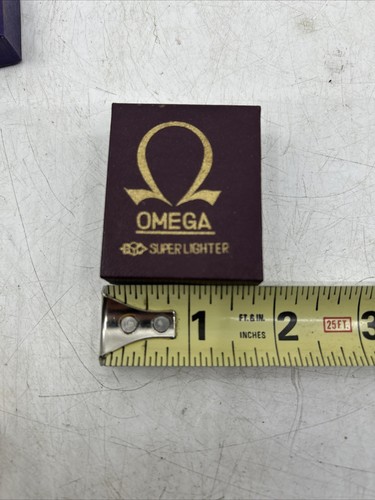 Ω
OMEGA
SUPER LIGHTER
1 FT. & IN. INCHES 2 25 FT. 3